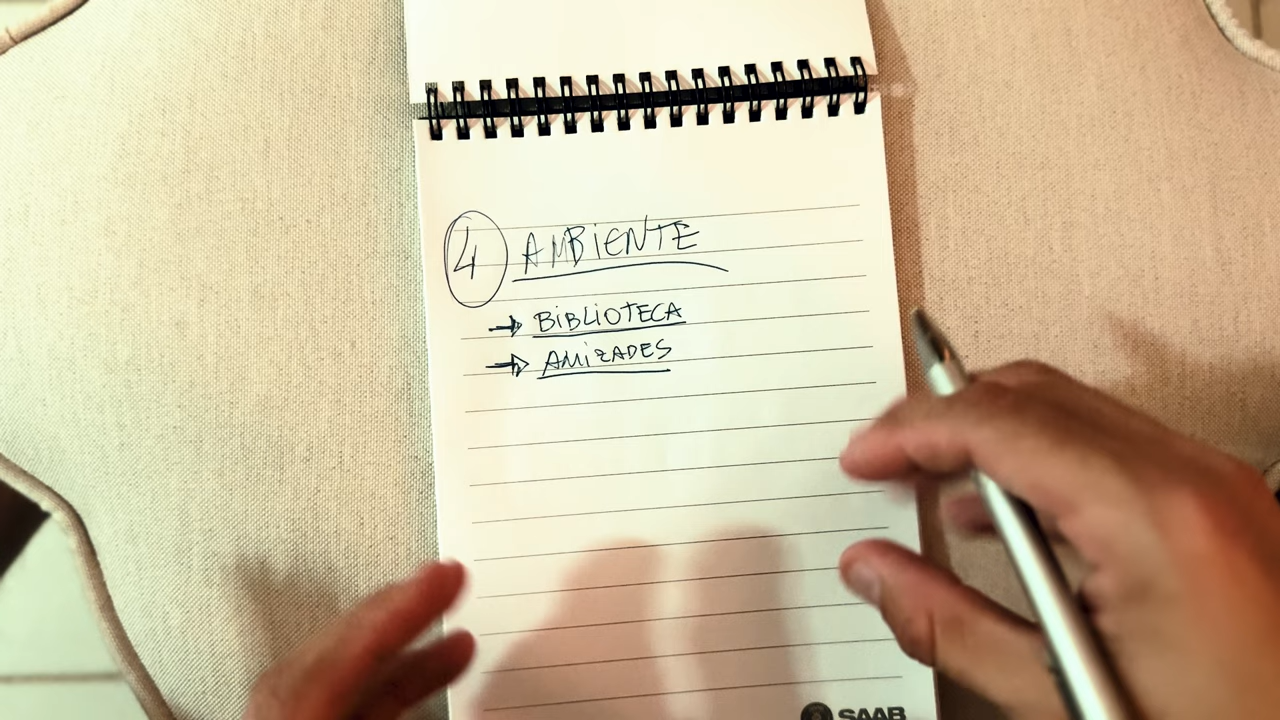 4 AMBIENTE
→ BIBLIOTECA
→ AMIZADES
SAAB